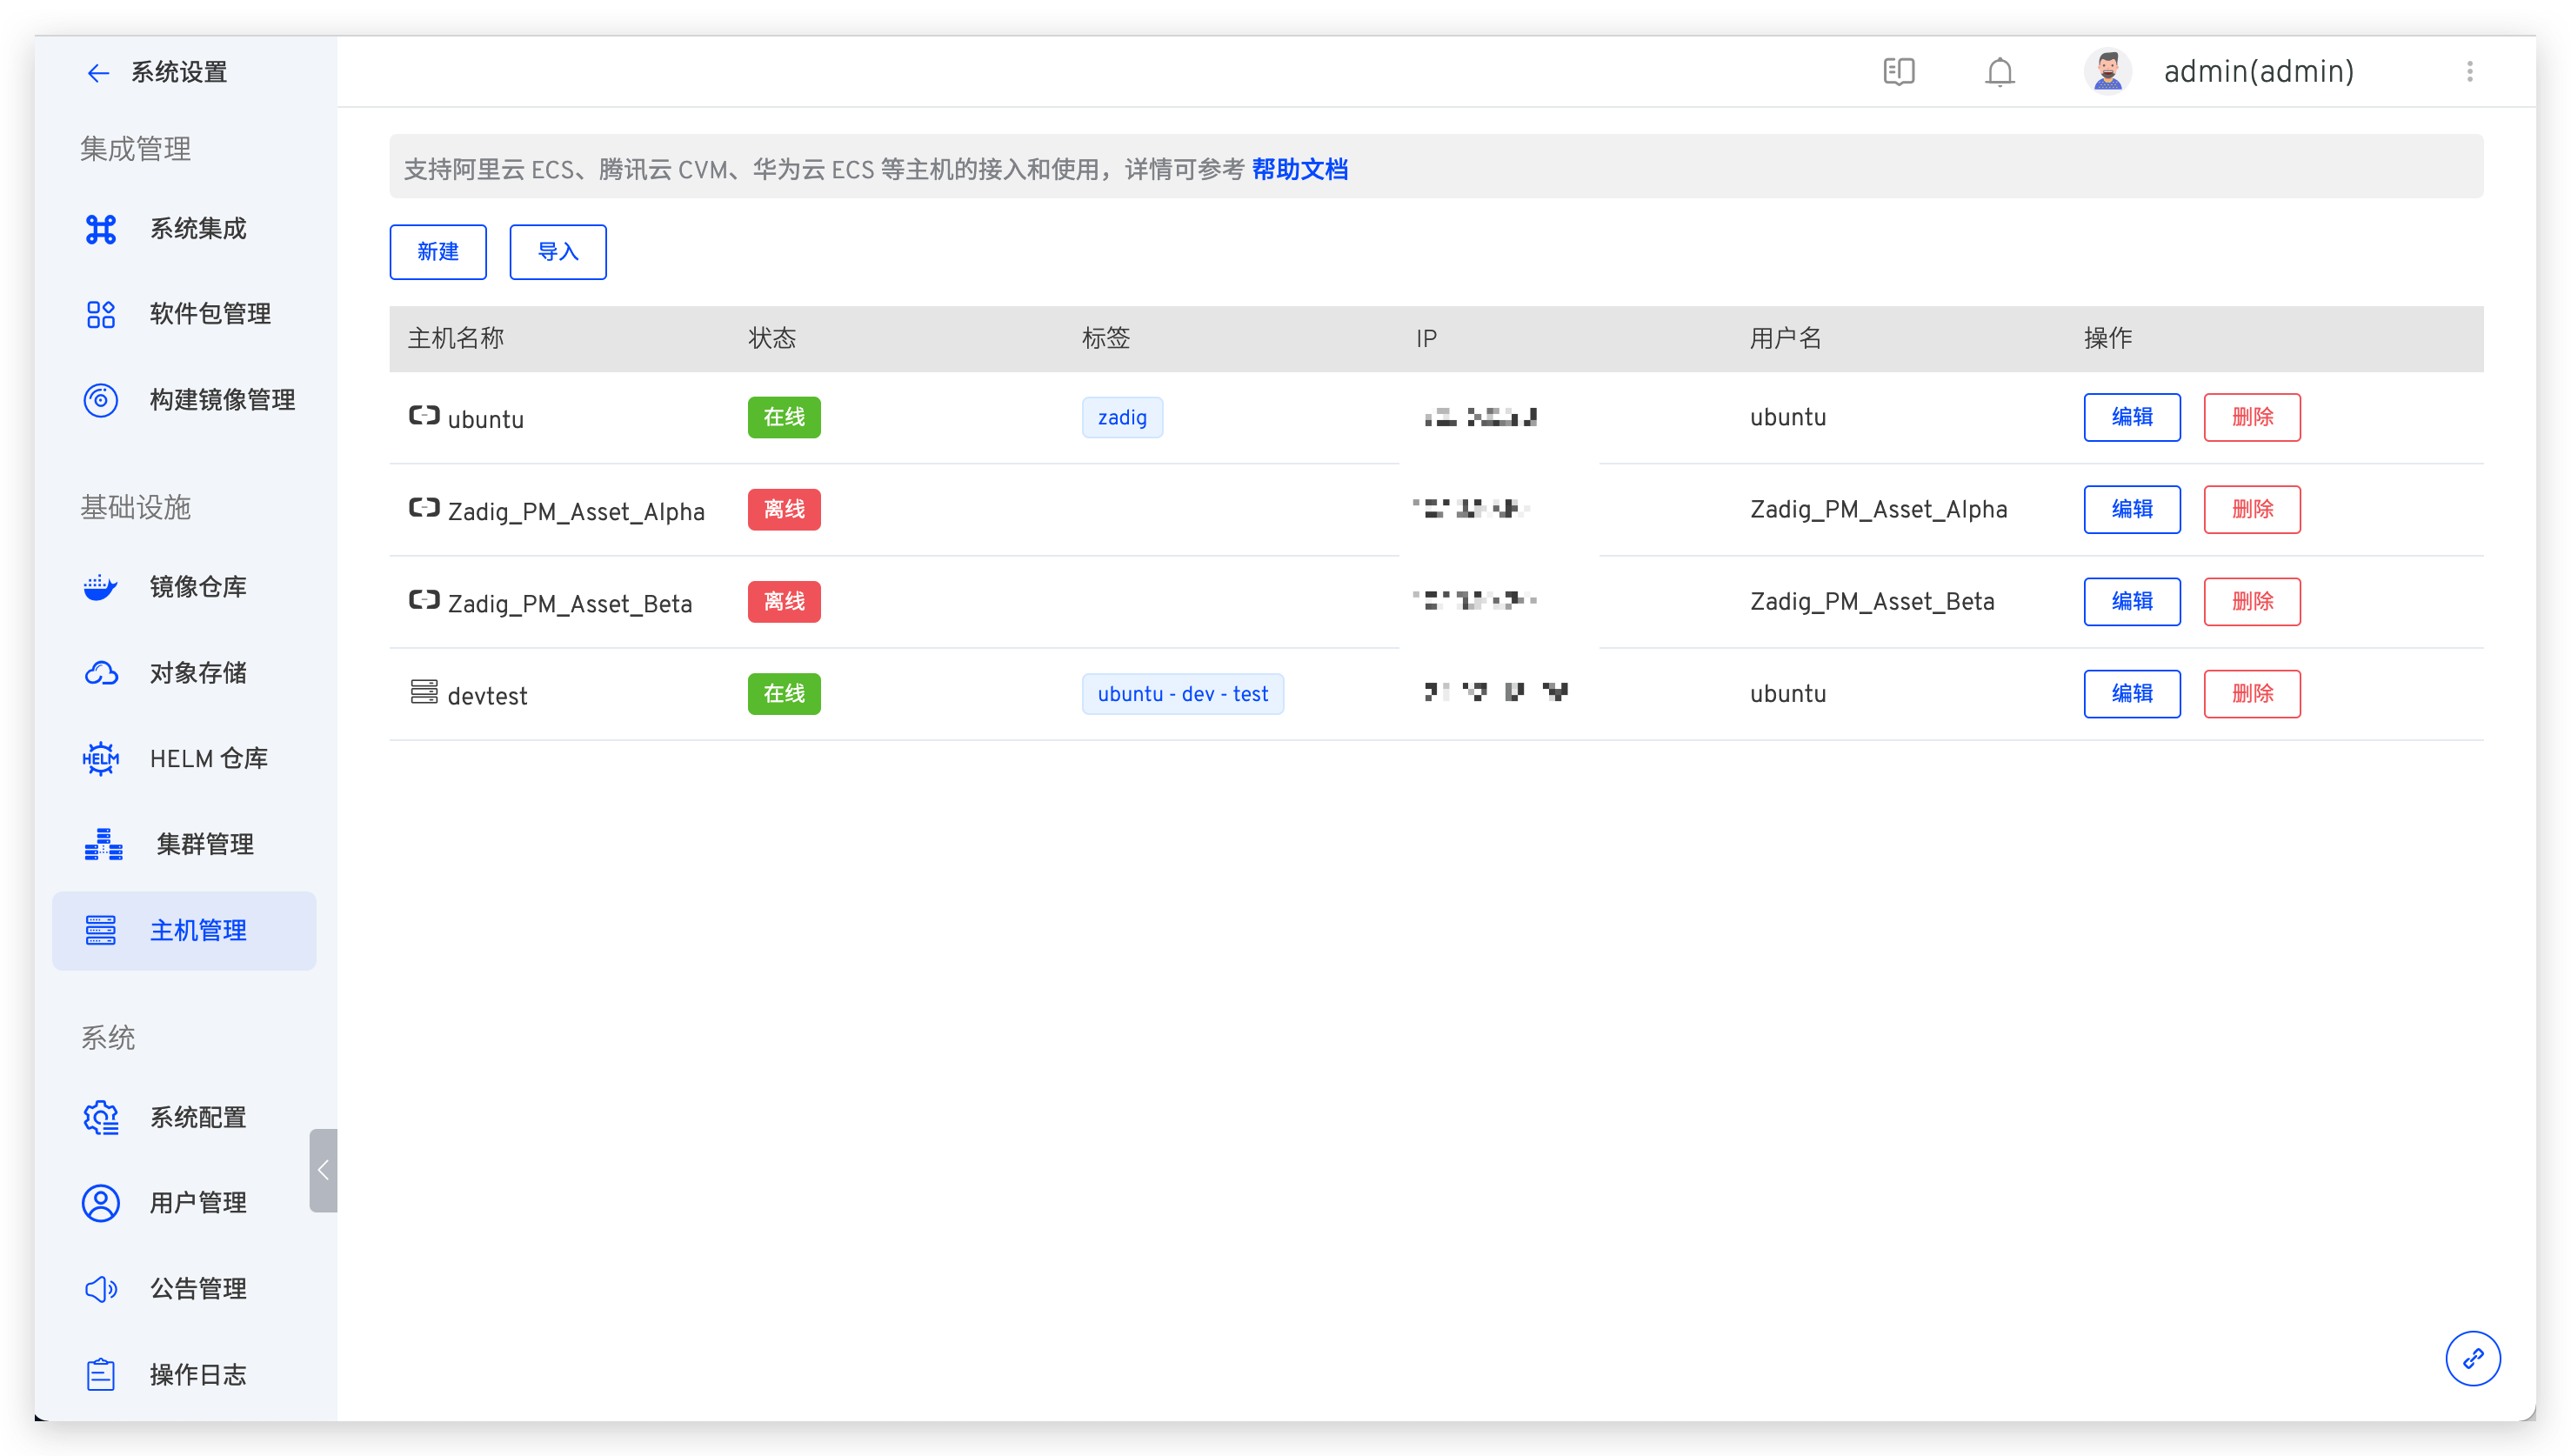 系统设置
admin(admin)
集成管理
系统集成
软件包管理
构建镜像管理
基础设施
镜像仓库
对象存储
HELM
HELM 仓库
集群管理
主机管理
系统
系统配置
用户管理
公告管理
操作日志
支持阿里云 ECS、腾讯云 CVM、华为云 ECS 等主机的接入和使用，详情可参考 帮助文档
新建 导入
主机名称 状态 标签 IP 用户名 操作
ubuntu 在线 zadig ubuntu 编辑 删除
Zadig_PM_Asset_Alpha 离线 Zadig_PM_Asset_Alpha 编辑 删除
Zadig_PM_Asset_Beta 离线 Zadig_PM_Asset_Beta 编辑 删除
devtest 在线 ubuntu - dev - test ubuntu 编辑 删除